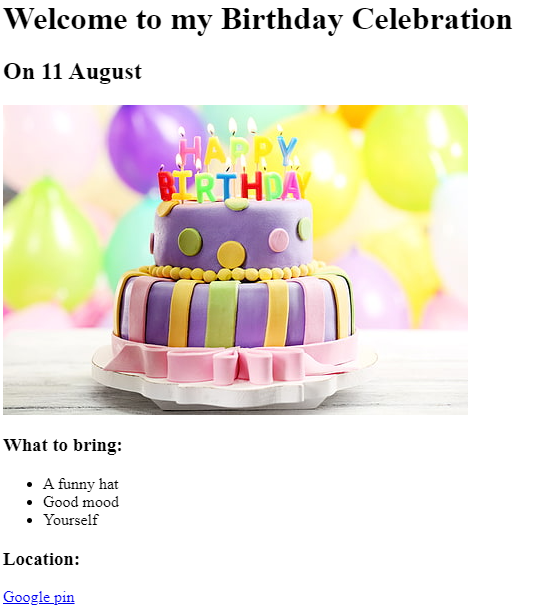 Welcome to my Birthday Celebration
On 11 August
HAPPY
BIRTHDAY
What to bring:
A funny hat
Good mood
Yourself
Location:
Google pin